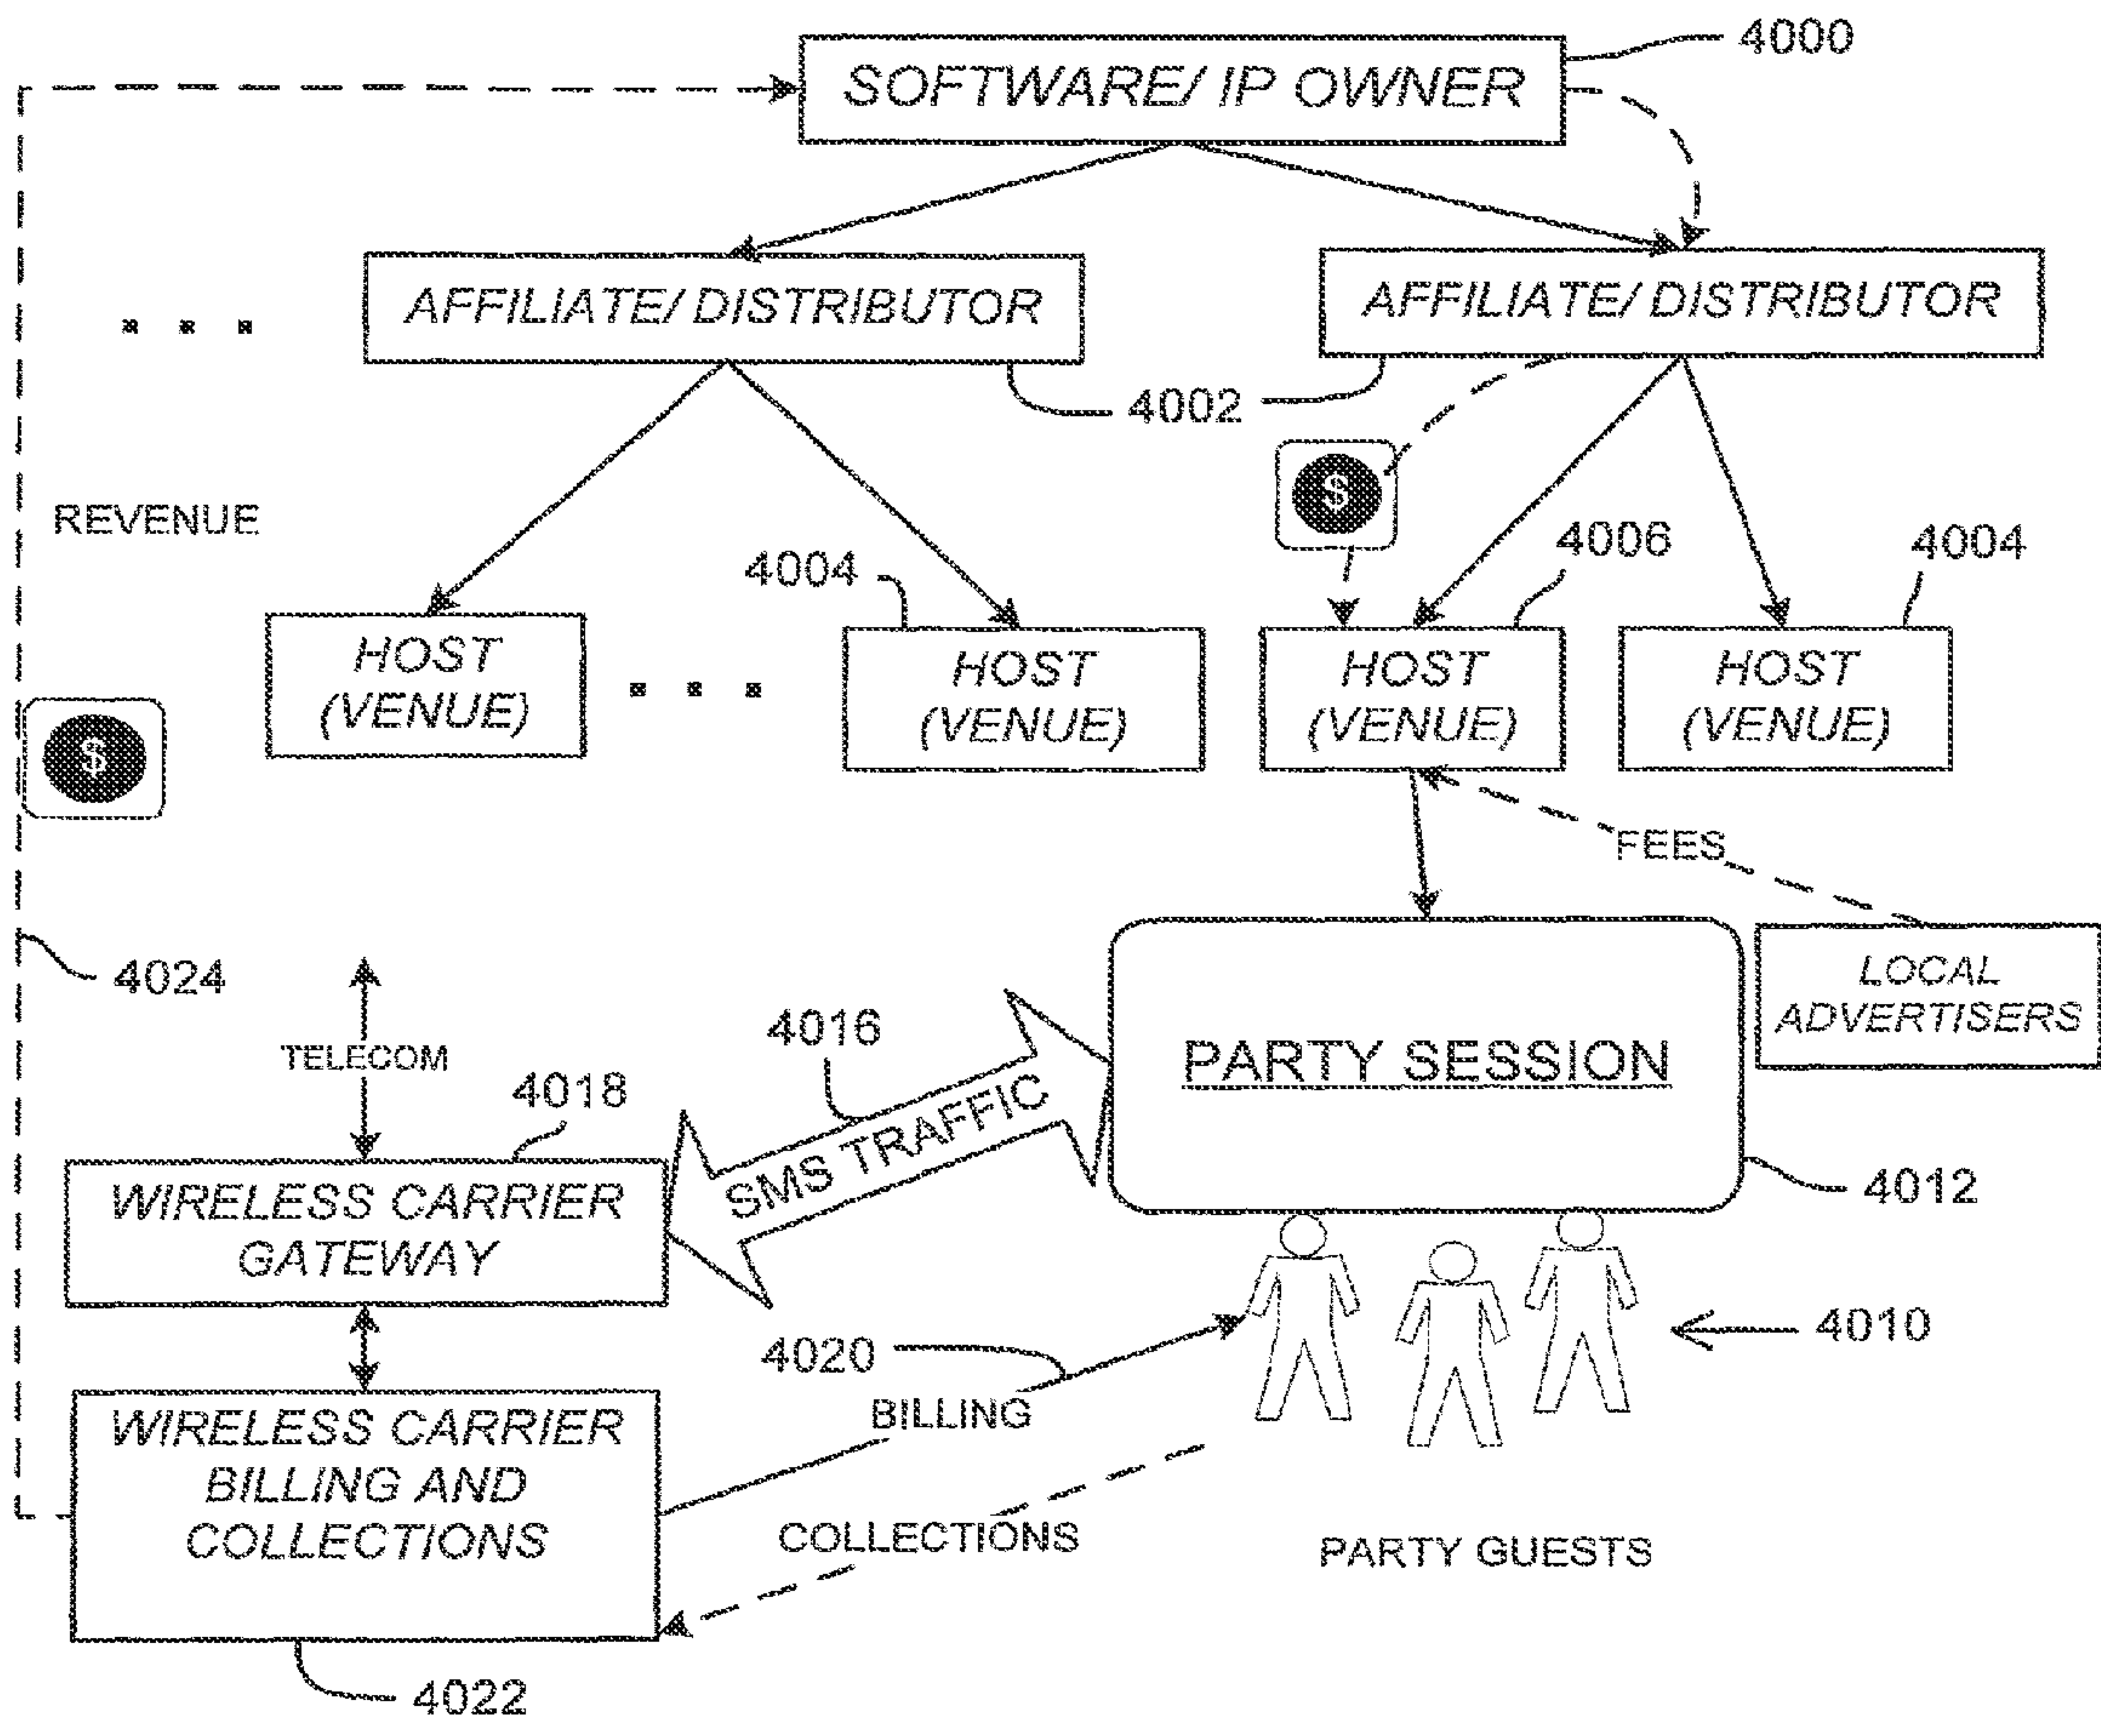 4000
SOFTWARE/ IP OWNER
AFFILIATE/ DISTRIBUTOR
AFFILIATE/ DISTRIBUTOR
4002
$
REVENUE
4004
4006
4004
HOST
(VENUE)
HOST
(VENUE)
HOST
(VENUE)
HOST
(VENUE)
$
FEES
4024
LOCAL
ADVERTISERS
TELECOM
4016
PARTY SESSION
4018
SMS TRAFFIC
4012
WIRELESS CARRIER
GATEWAY
4010
4020
BILLING
WIRELESS CARRIER
BILLING AND
COLLECTIONS
COLLECTIONS
PARTY GUESTS
4022